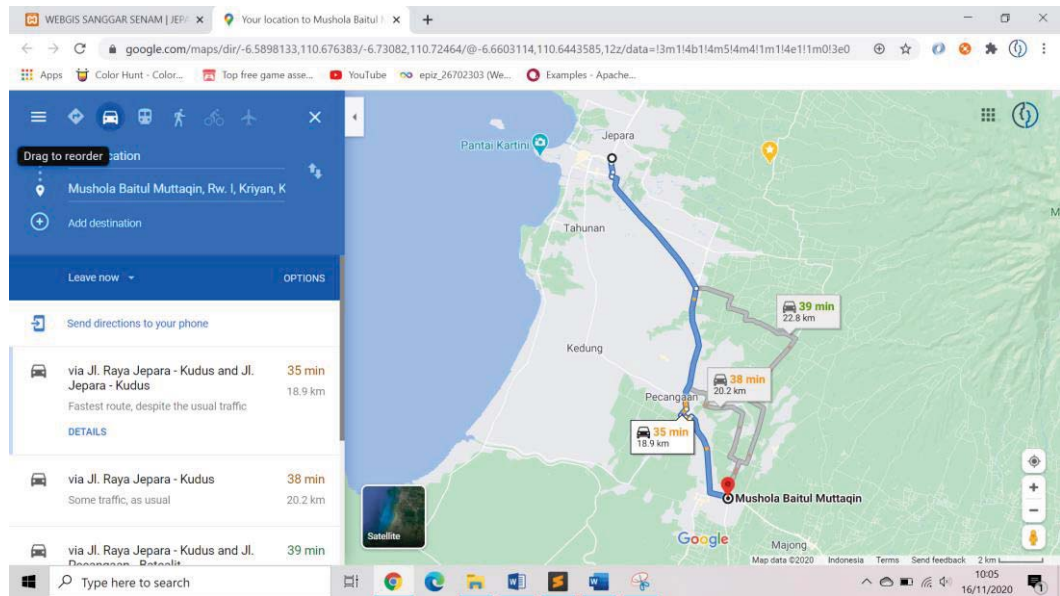 WEBGIS SANGGAR SENAM | JEPA
Your location to Mushola Baitul M
google.com/maps/dir/-6.5898133,110.676383/-6.73082,110.72464/@-6.6603114,110.6443585,12z/data=!3m1!4b1!4m5!4m4!1m1!4e1!1m0!3e0
Apps
Color Hunt - Color...
Top free game asse...
YouTube
epiz_26702303 (We...
Examples - Apache...
Drag to reorder
cation
Mushola Baitul Muttaqin, Rw. I, Kriyan, K
Add destination
Leave now
OPTIONS
Send directions to your phone
via Jl. Raya Jepara - Kudus and Jl. 35 min
Jepara - Kudus 18.9 km
Fastest route, despite the usual traffic
DETAILS
via Jl. Raya Jepara - Kudus 38 min
Some traffic, as usual 20.2 km
via Jl. Raya Jepara - Kudus and Jl. 39 min
Pecangaan - Batealit
Jepara
Pantai Kartini
Tahunan
39 min
22.8 km
Kedung
38 min
20.2 km
Pecangaan
35 min
18.9 km
Mushola Baitul Muttaqin
Satellite
Google
Majong
M
Map data ©2020 Indonesia Terms Send feedback 2 km
Type here to search
10:05
16/11/2020
1